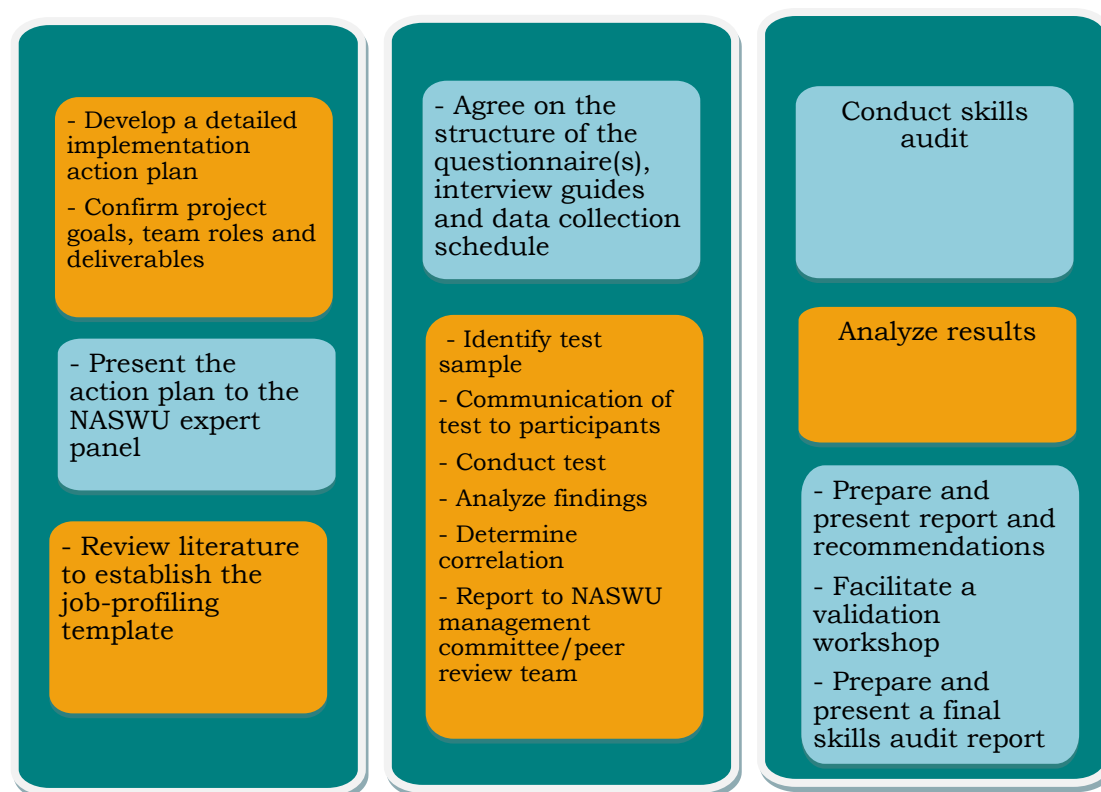 - Develop a detailed
implementation
action plan
- Confirm project
goals, team roles and
deliverables
- Present the
action plan to the
NASWU expert
panel
- Review literature
to establish the
job-profiling
template
- Agree on the
structure of the
questionnaire(s),
interview guides
and data collection
schedule
- Identify test
sample
- Communication of
test to participants
- Conduct test
- Analyze findings
- Determine
correlation
- Report to NASWU
management
committee/peer
review team
Conduct skills
audit
Analyze results
- Prepare and
present report and
recommendations
- Facilitate a
validation
workshop
- Prepare and
present a final
skills audit report